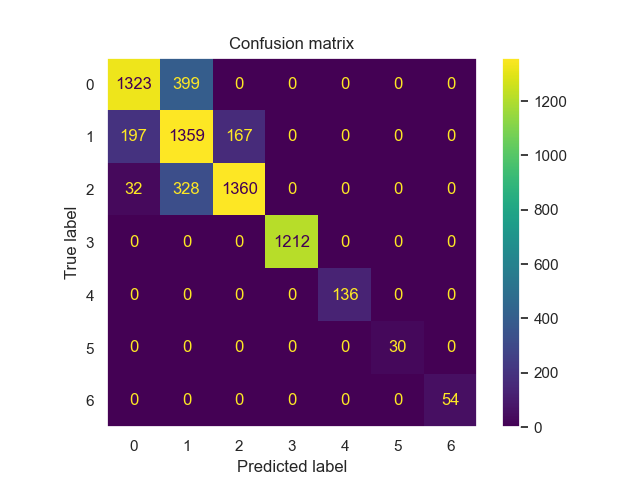 Confusion matrix
True label
0 1323 399 0 0 0 0 0
1 197 1359 167 0 0 0 0
2 32 328 1360 0 0 0 0
3 0 0 0 1212 0 0 0
4 0 0 0 0 136 0 0
5 0 0 0 0 0 30 0
6 0 0 0 0 0 0 54
0 1 2 3 4 5 6
Predicted label
1200
1000
800
600
400
200
0